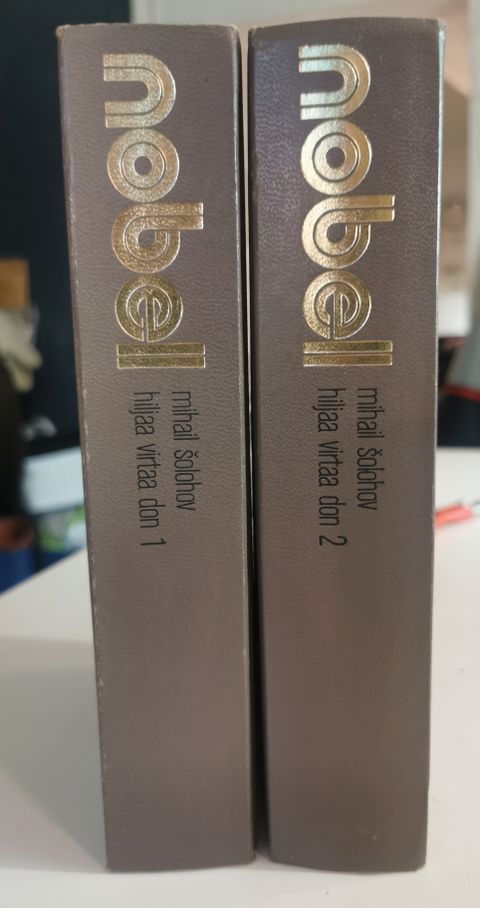 nobel
mihail šolohov
hiljaa virtaa don 1
nobel
mihail šolohov
hiljaa virtaa don 2